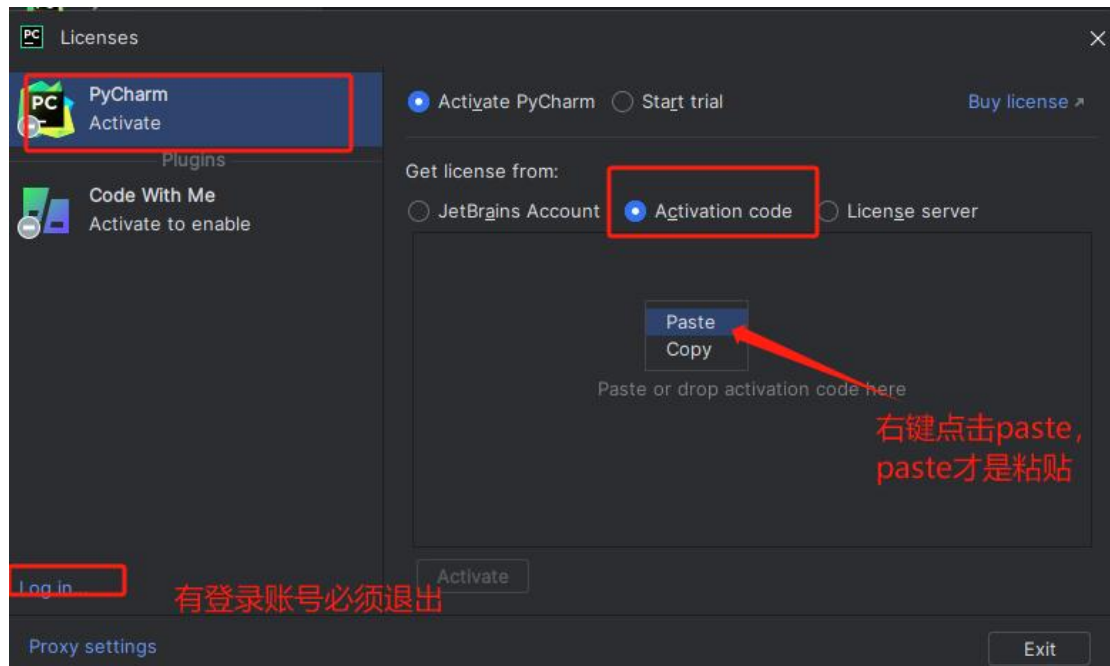 PC Licenses
PC PyCharm
Activate
Plugins
Code With Me
Activate to enable
Activate PyCharm Start trial Buy license
Get license from:
JetBrains Account Activation code License server
Paste
Copy
Paste or drop activation code here
右键点击paste，
paste才是粘贴
Activate
Log in...
有登录账号必须退出
Proxy settings
Exit